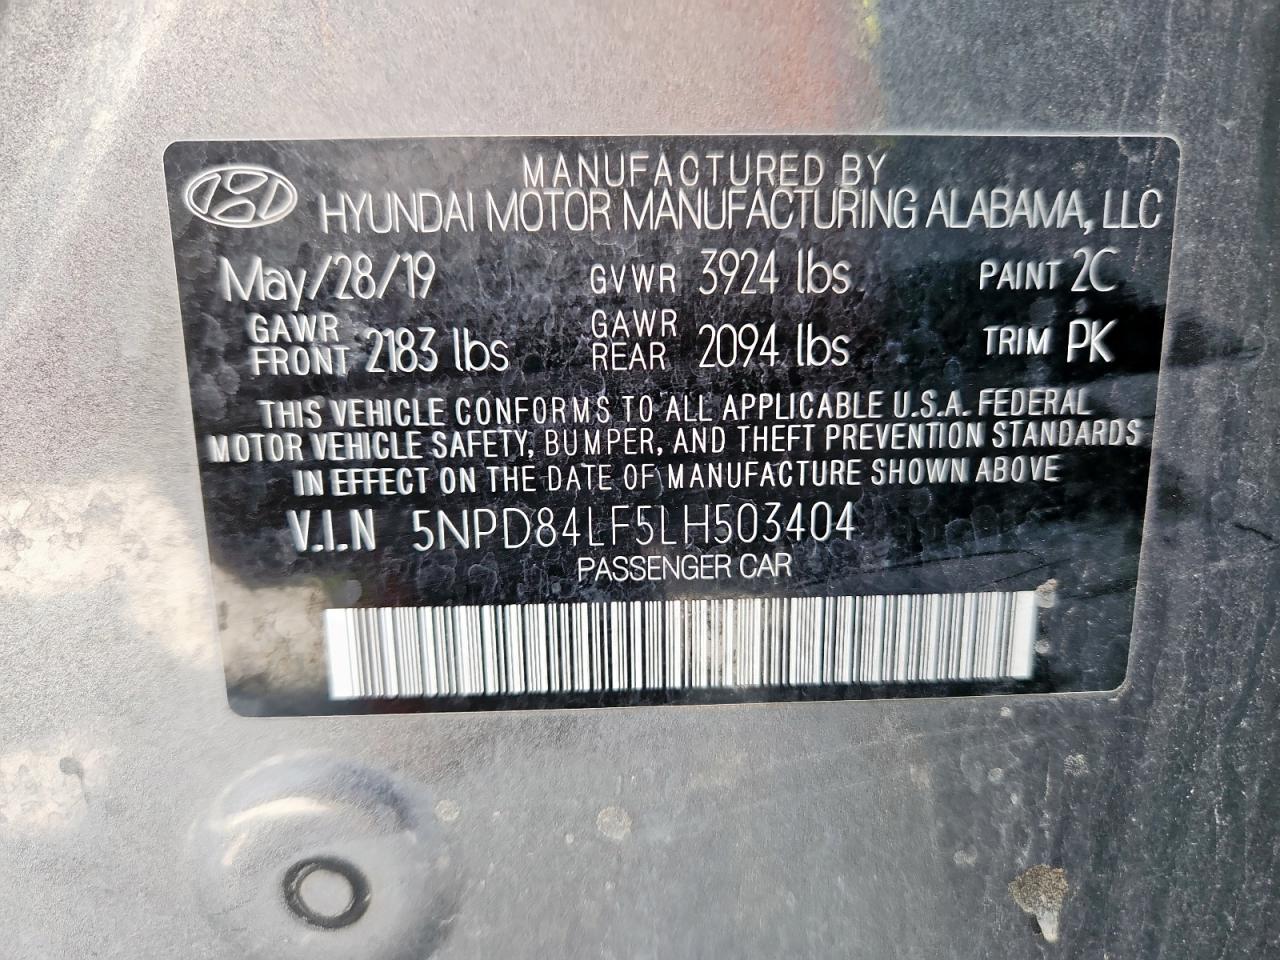 MANUFACTURED BY
HYUNDAI MOTOR MANUFACTURING ALABAMA, LLC
May/28/19 GVWR 3924 lbs PAINT 2C
GAWR FRONT 2183 lbs GAWR REAR 2094 lbs TRIM PK
THIS VEHICLE CONFORMS TO ALL APPLICABLE U.S.A. FEDERAL
MOTOR VEHICLE SAFETY, BUMPER, AND THEFT PREVENTION STANDARDS
IN EFFECT ON THE DATE OF MANUFACTURE SHOWN ABOVE
V.I.N 5NPD84LF5LH503404
PASSENGER CAR